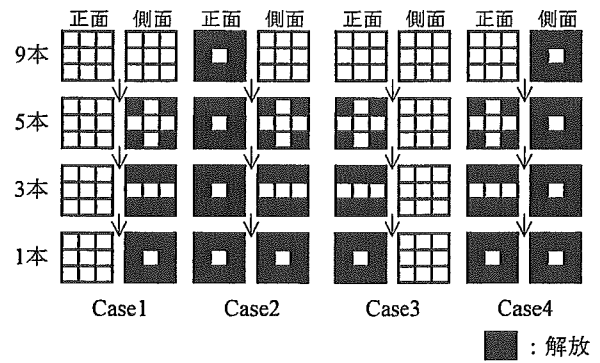 正面 側面 正面 側面 正面 側面 正面 側面
9本
5本
3本
1本
Case1 Case2 Case3 Case4
：解放